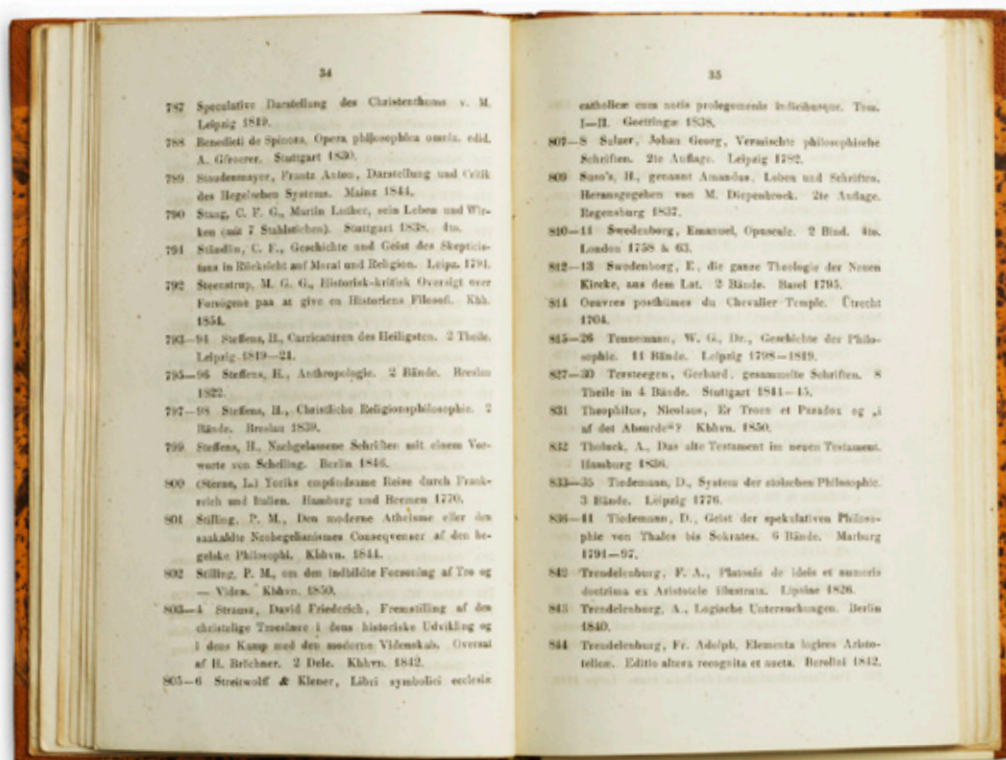 34
787 Speculative Darstellung des Christenthums v. M.
Leipzig 1819.
788 Benedicti de Spinoza, Opera philosophica omnia. edid.
A. Gfroerer. Stuttgart 1830.
789 Staudenmayer, Frantz Anton, Darstellung und Critik
des Hegelschen Systems. Mainz 1844.
790 Stang, C. F. G., Martin Luther, sein Leben und Wir-
ken (mit 7 Stahlstichen). Stuttgart 1838. 4to.
791 Stäudlin, C. F., Geschichte und Geist des Skepticis-
mus in Rücksicht auf Moral und Religion. Leipz. 1794.
792 Steenstrup, M. G. G., Historisk-kritisk Oversigt over
Forsögene paa at give en Historiens Filosofi. Kbh.
1854.
793—94 Steffens, H., Carricaturen des Heiligsten. 2 Theile.
Leipzig 1819—21.
795—96 Steffens, H., Anthropologie. 2 Bände. Breslau
1822.
797—98 Steffens, H., Christliche Religionsphilosophie. 2
Bände. Breslau 1839.
799 Steffens, H., Nachgelassene Schriften mit einem Vor-
worte von Schelling. Berlin 1846.
800 (Sterne, L.) Yoriks empfindsame Reise durch Frank-
reich und Italien. Hamburg und Bremen 1770.
801 Stilling, P. M., Den moderne Atheisme eller den
saakaldte Neohegelianismes Conseqvenser af den he-
gelske Philosophi. Kbhvn. 1844.
802 Stilling, P. M., om den indbildte Forsoning af Tro og
— Viden. Kbhvn. 1850.
803—4 Strauss, David Friederich, Fremstilling af den
christelige Troeslære i dens historiske Udvikling og
i dens Kamp med den moderne Videnskab. Oversat
af H. Bröchner. 2 Dele. Kbhvn. 1842.
805—6 Streitwolf & Klener, Libri symbolici ecclesiæ
35
catholicæ cum notis prolegomenis indicibusque. Tom.
I—II. Goettringæ 1838.
807—8 Sulzer, Johan Georg, Vermischte philosophische
Schriften. 2te Auflage. Leipzig 1782.
809 Suso's, H., genannt Amandus, Leben und Schriften.
Herausgegeben von M. Diepenbrock. 2te Auflage.
Regensburg 1837.
810—11 Swedenborg, Emanuel, Opuscule. 2 Bind. 4to.
London 1758 & 63.
812—13 Swedenborg, E., die ganze Theologie der Neuen
Kircke, aus dem Lat. 2 Bände. Basel 1795.
814 Oeuvres posthûmes du Chevalier Temple. Ùtrecht
1704.
815—26 Tennemann, W. G., Dr., Geschichte der Philo-
sophie. 11 Bände. Leipzig 1798—1819.
827—30 Tersteegen, Gerhard, gesammelte Schriften. 8
Theile in 4 Bände. Stuttgart 1844—45.
831 Theophilus, Nicolaus, Er Troen et Paradox og „i
af det Absurde“? Kbhvn. 1850.
832 Tholuck, A., Das alte Testament im neuen Testament.
Hamburg 1836.
833—35 Tiedemann, D., System der stoischen Philosophie.
3 Bände. Leipzig 1776.
836—41 Tiedemann, D., Geist der spekulativen Philoso-
phie von Thales bis Sokrates. 6 Bände. Marburg
1791—97.
842 Trendelenburg, F. A., Platonis de ideis et numeris
doctrina ex Aristotele illustrata. Lipsiae 1826.
843 Trendelenburg, A., Logische Untersuchungen. Berlin
1840.
844 Trendelenburg, Fr. Adolph, Elementa logices Aristo-
telicæ. Editio altera recognita et aucta. Berolini 1842.